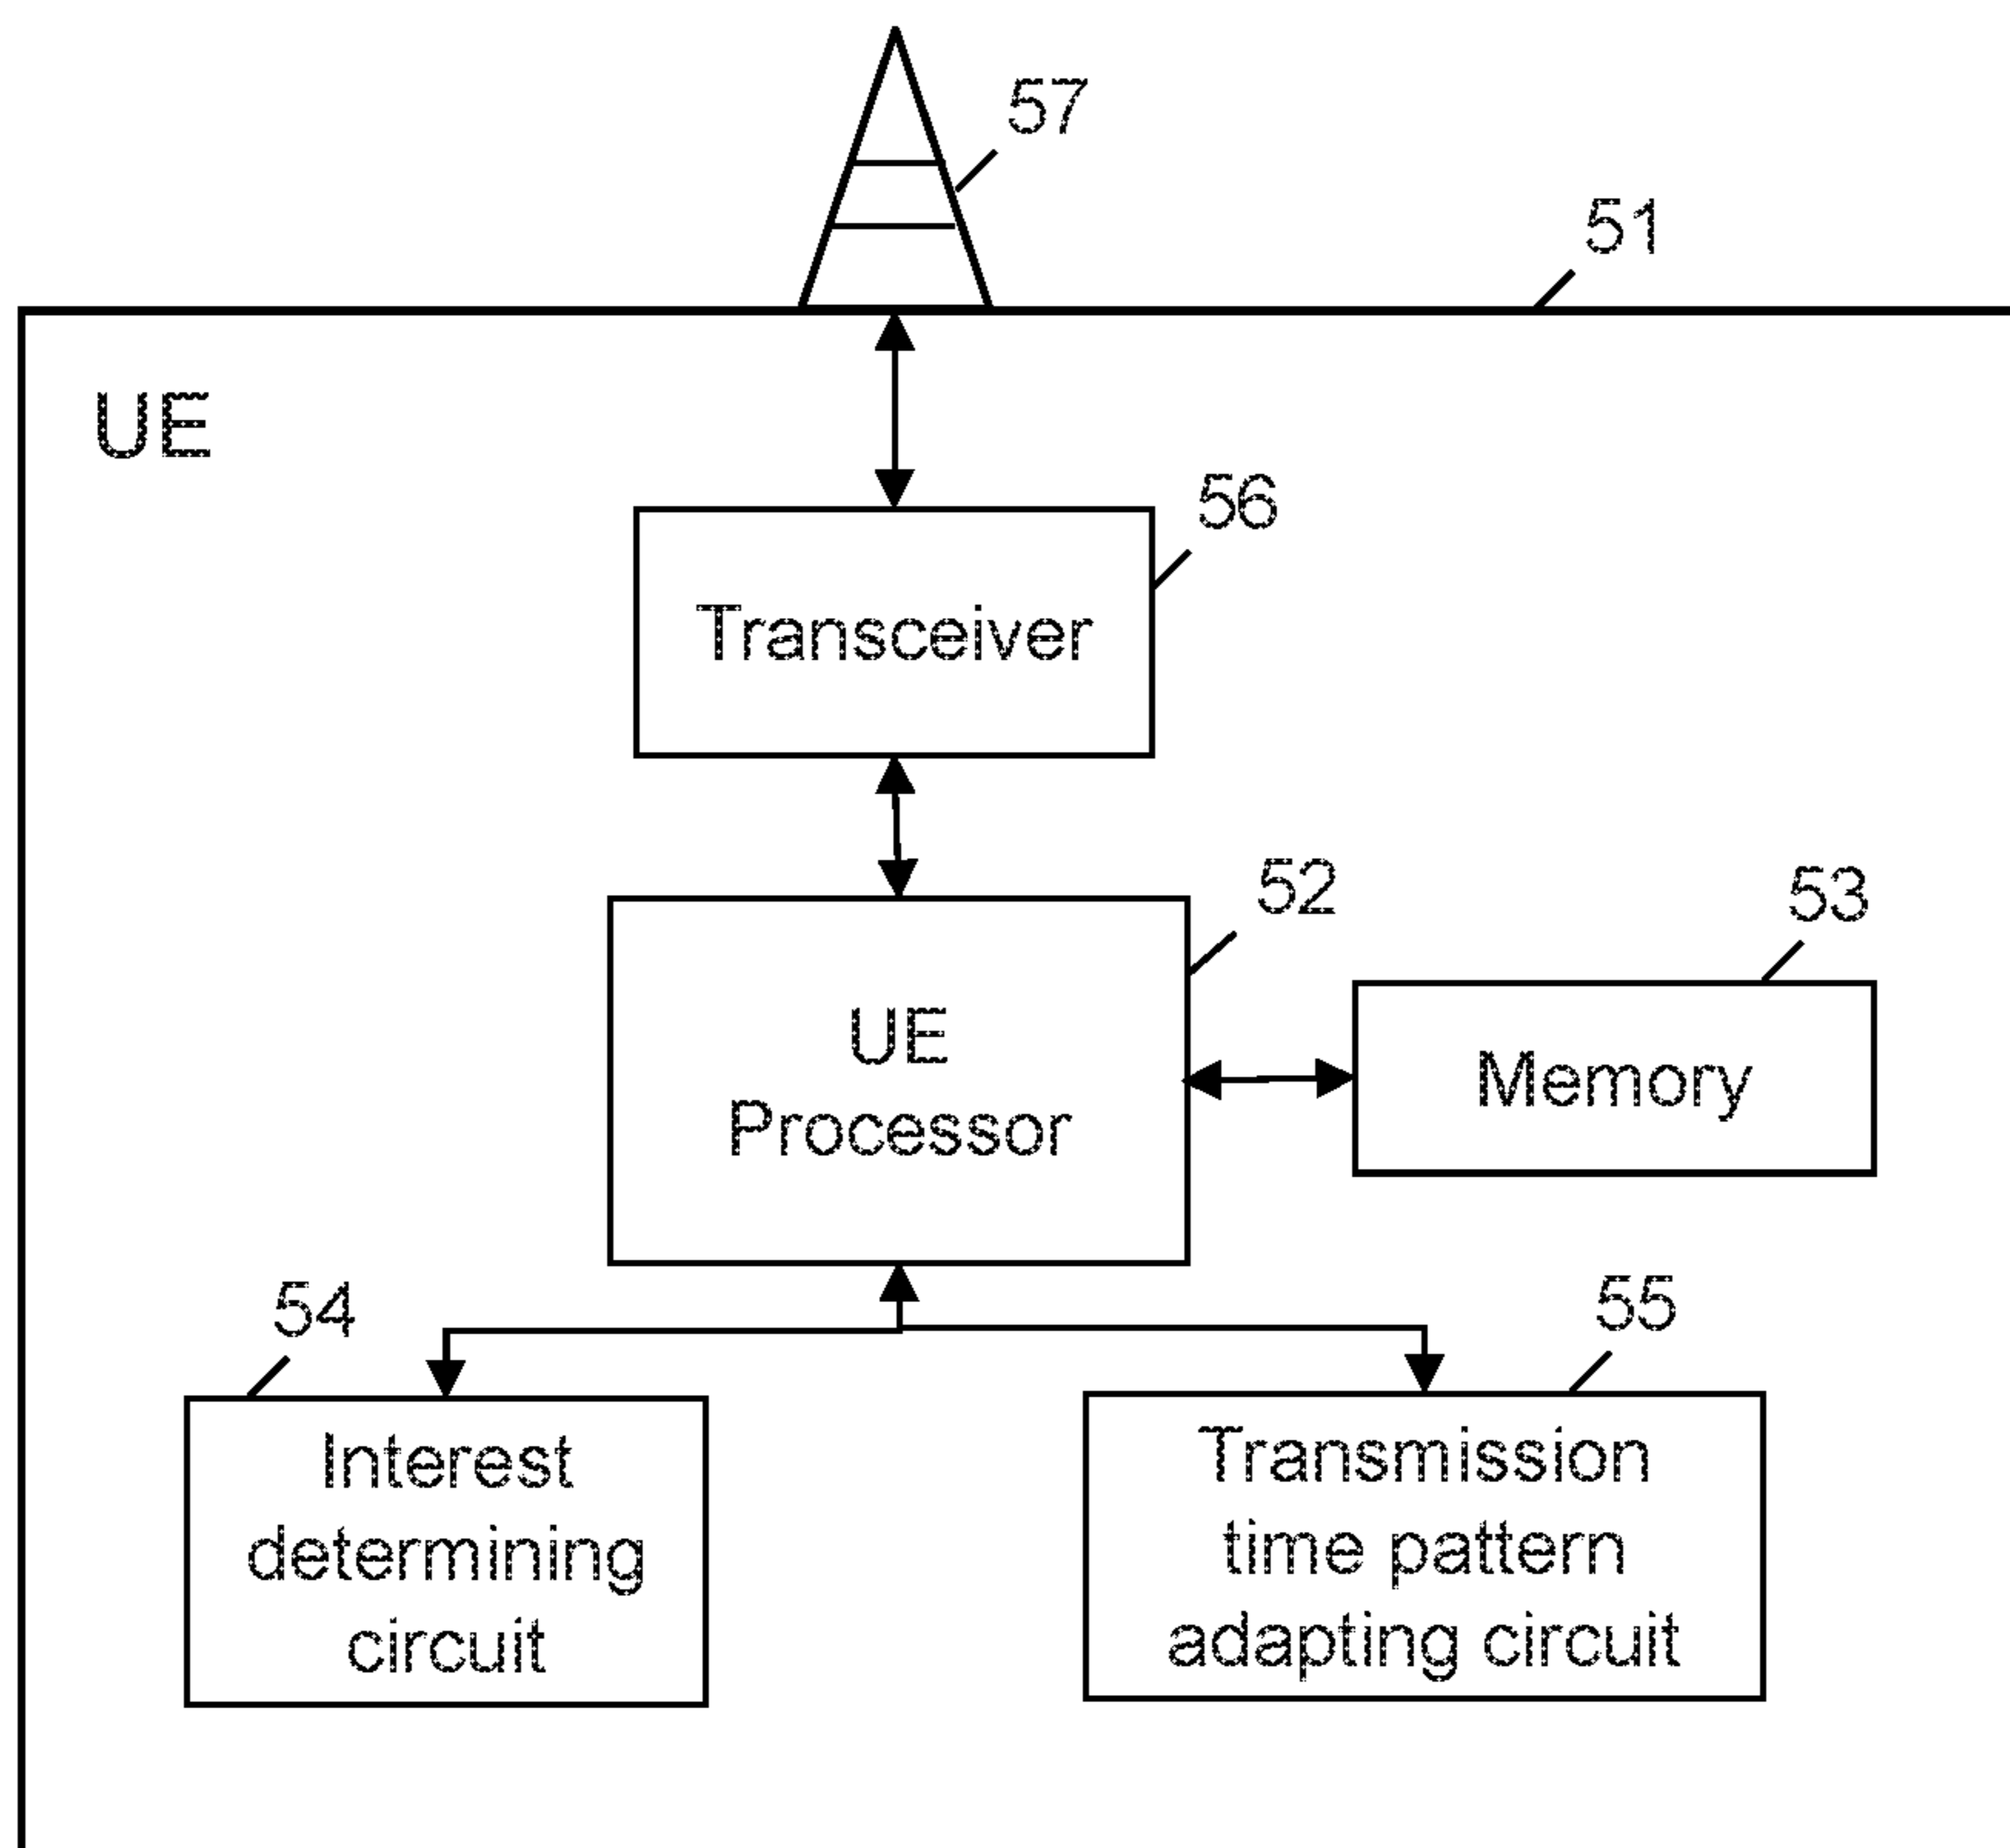 57
51
UE
56
Transceiver
52
53
UE
Processor
Memory
54
55
Interest
determining
circuit
Transmission
time pattern
adapting circuit